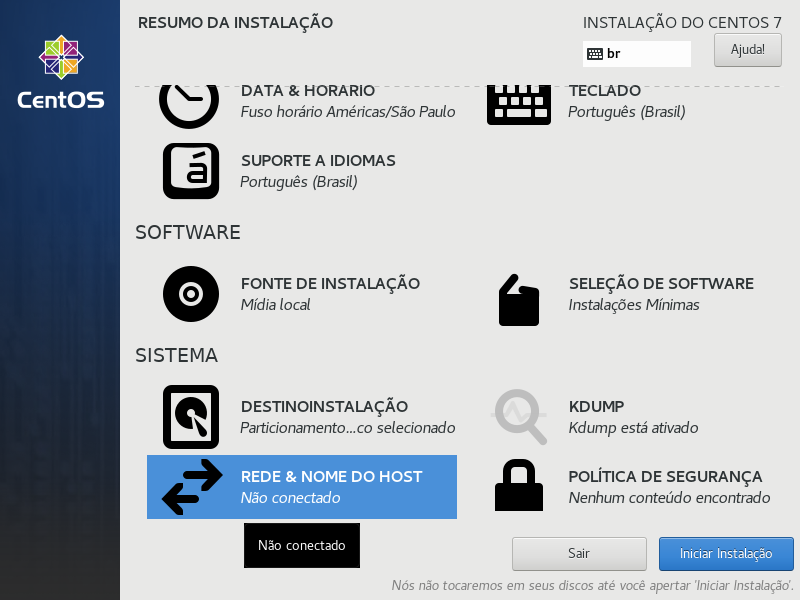 RESUMO DA INSTALAÇÃO
INSTALAÇÃO DO CENTOS 7
br
Ajuda!
CentOS
DATA & HORÁRIO
Fuso horário Américas/São Paulo
TECLADO
Português (Brasil)
SUPORTE A IDIOMAS
Português (Brasil)
SOFTWARE
FONTE DE INSTALAÇÃO
Mídia local
SELEÇÃO DE SOFTWARE
Instalações Mínimas
SISTEMA
DESTINOINSTALAÇÃO
Particionamento...co selecionado
KDUMP
Kdump está ativado
REDE & NOME DO HOST
Não conectado
POLÍTICA DE SEGURANÇA
Nenhum conteúdo encontrado
Não conectado
Sair
Iniciar Instalação
Nós não tocaremos em seus discos até você apertar 'Iniciar Instalação'.